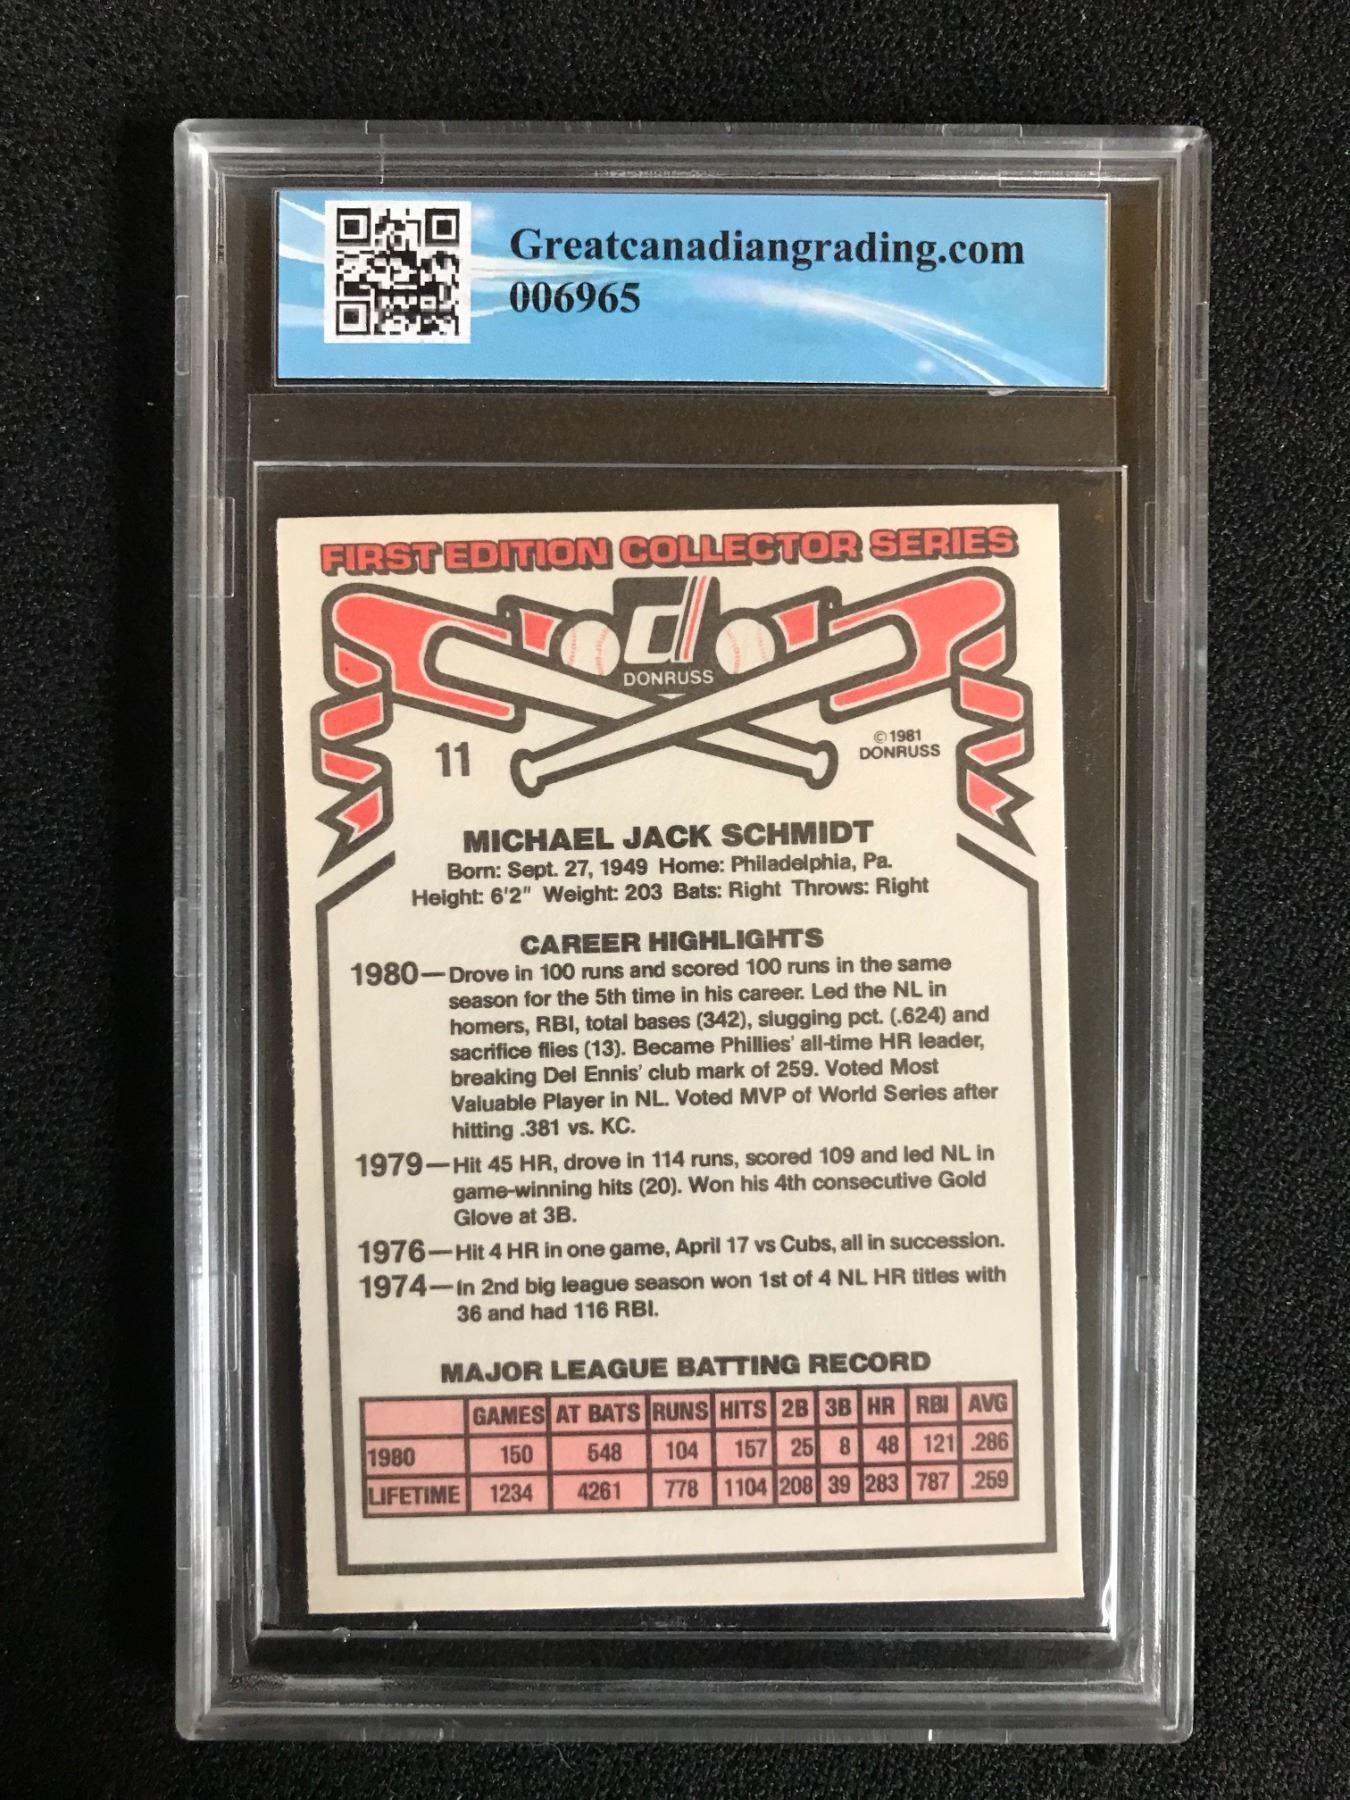 Greatcanadiangrading.com
006965
FIRST EDITION COLLECTOR SERIES
d
DONRUSS
11
© 1981
DONRUSS
MICHAEL JACK SCHMIDT
Born: Sept. 27, 1949 Home: Philadelphia, Pa.
Height: 6'2" Weight: 203 Bats: Right Throws: Right
CAREER HIGHLIGHTS
1980—Drove in 100 runs and scored 100 runs in the same
season for the 5th time in his career. Led the NL in
homers, RBI, total bases (342), slugging pct. (.624) and
sacrifice flies (13). Became Phillies' all-time HR leader,
breaking Del Ennis' club mark of 259. Voted Most
Valuable Player in NL. Voted MVP of World Series after
hitting .381 vs. KC.
1979—Hit 45 HR, drove in 114 runs, scored 109 and led NL in
game-winning hits (20). Won his 4th consecutive Gold
Glove at 3B.
1976—Hit 4 HR in one game, April 17 vs Cubs, all in succession.
1974—In 2nd big league season won 1st of 4 NL HR titles with
36 and had 116 RBI.
MAJOR LEAGUE BATTING RECORD
GAMES AT BATS RUNS HITS 2B 3B HR RBI AVG
1980 150 548 104 157 25 8 48 121 .286
LIFETIME 1234 4261 778 1104 208 39 283 787 .259